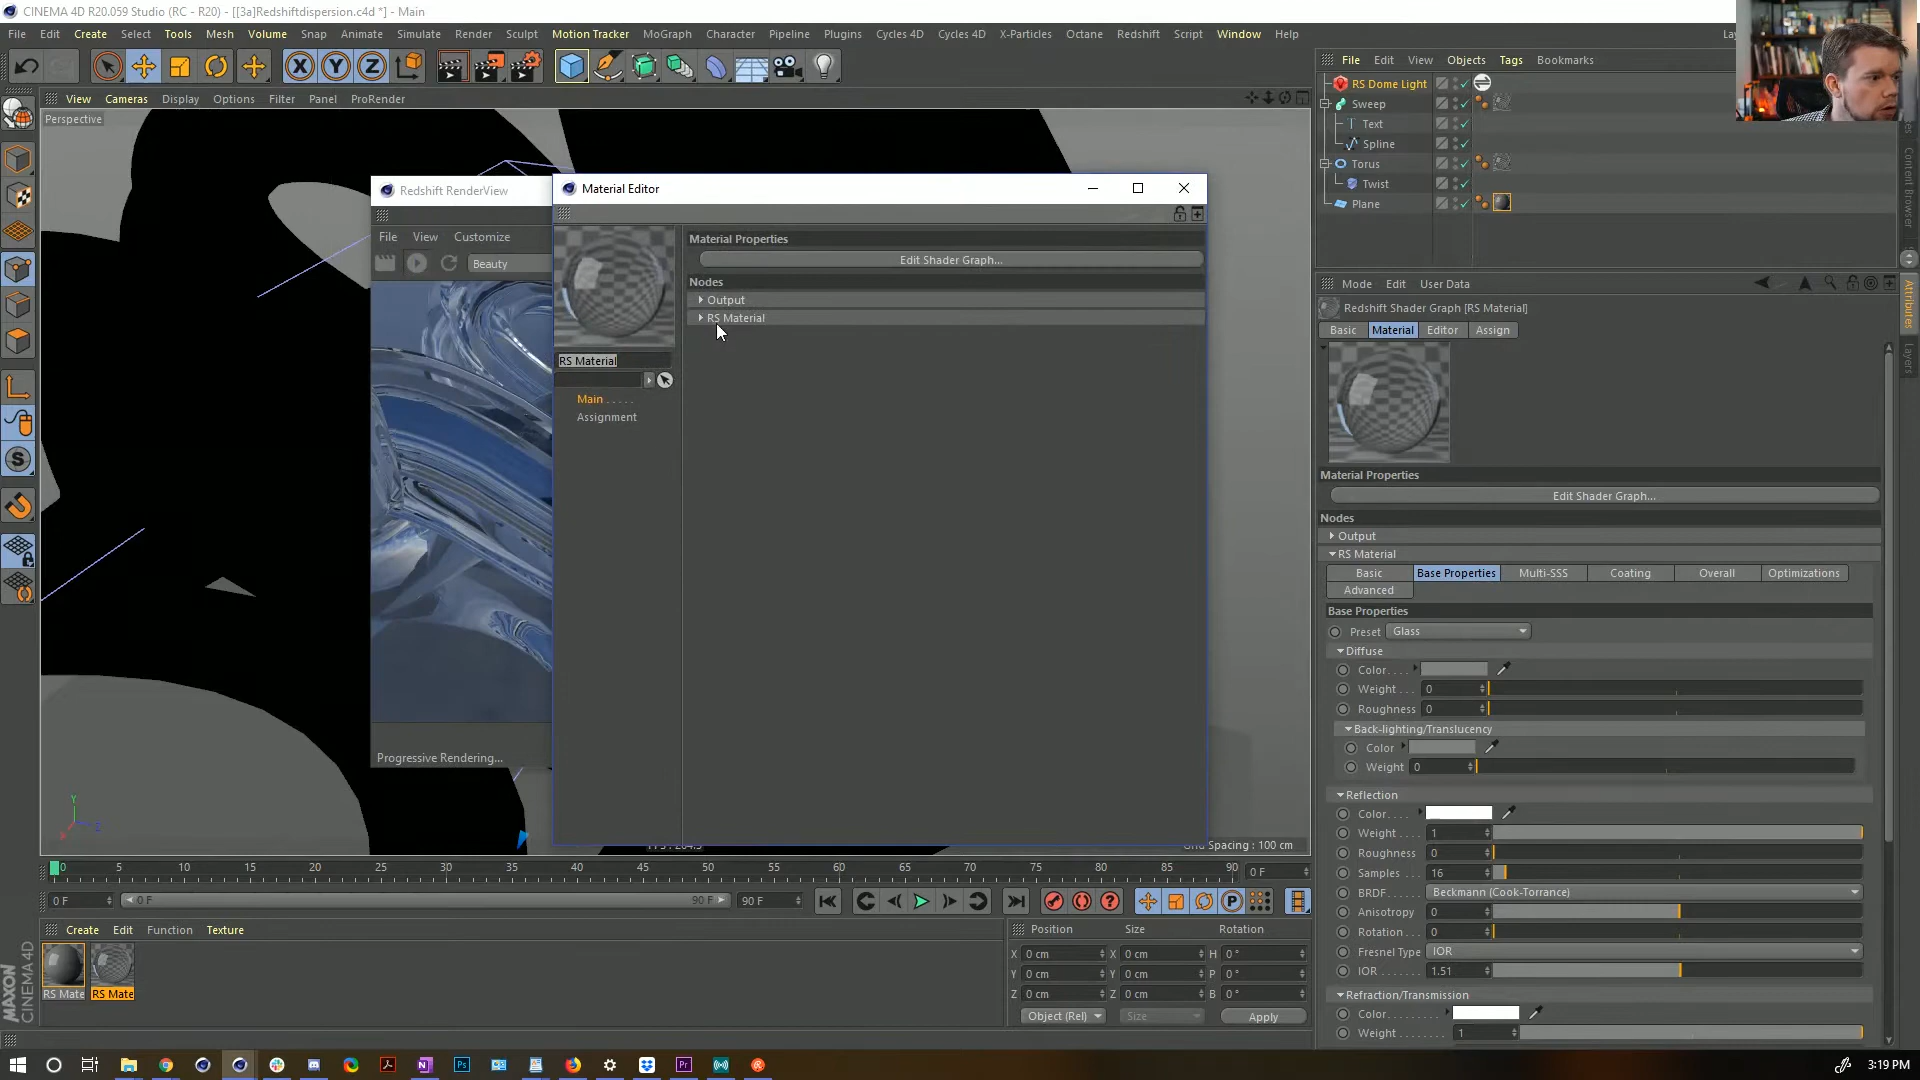 CINEMA 4D R20.059 Studio (RC - R20) - [[3a]Redshiftdispersion.c4d *] - Main
File Edit Create Select Tools Mesh Volume Snap Animate Simulate Render Sculpt Motion Tracker MoGraph Character Pipeline Plugins Cycles 4D Cycles 4D X-Particles Octane Redshift Script Window Help
File Edit View Objects Tags Bookmarks
RS Dome Light
Sweep
Text
Spline
Torus
Twist
Plane
View Cameras Display Options Filter Panel ProRender
Perspective
Redshift RenderView
File View Customize
Beauty
Progressive Rendering...
Material Editor
RS Material
Main . . . . .
Assignment
Material Properties
Edit Shader Graph...
Nodes
Output
RS Material
Grid Spacing : 100 cm
Mode Edit User Data
Redshift Shader Graph [RS Material]
Basic Material Editor Assign
Material Properties
Edit Shader Graph...
Nodes
Output
RS Material
Basic Base Properties Multi-SSS Coating Overall Optimizations
Advanced
Base Properties
Preset Glass
Diffuse
Color. . . .
Weight . . . 0
Roughness 0
Back-lighting/Translucency
Color
Weight 0
Reflection
Color. . . .
Weight . . . . 1
Roughness 0
Samples . . . 16
BRDF. . . . . Beckmann (Cook-Torrance)
Anisotropy 0
Rotation . . 0
Fresnel Type IOR
IOR . . . . . . . 1.51
Refraction/Transmission
Color. . . . . . . .
Weight . . . . . . . 1
Attributes
Layers
Content Browser
0 5 10 15 20 25 30 35 40 45 50 55 60 65 70 75 80 85 90 0 F
0 F 0 F 90 F 90 F
Create Edit Function Texture
RS Mate RS Mate
MAXON
CINEMA 4D
Position Size Rotation
X 0 cm X 0 cm H 0 °
Y 0 cm Y 0 cm P 0 °
Z 0 cm Z 0 cm B 0 °
Object (Rel) Size Apply
3:19 PM